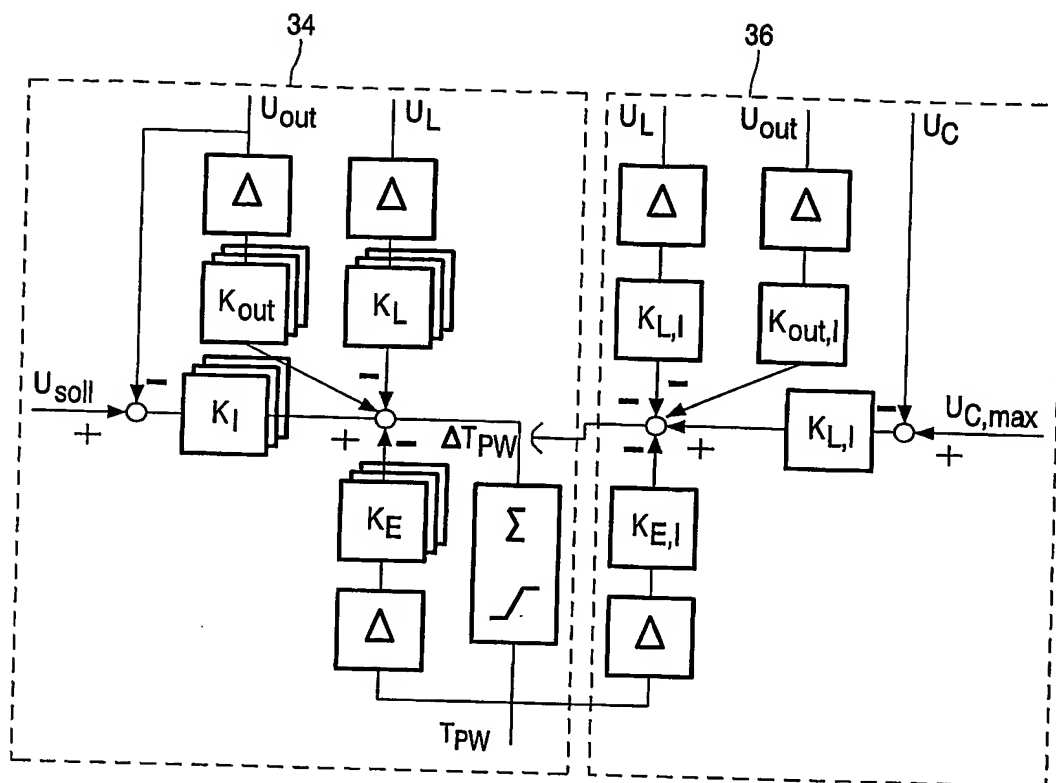 34
36
U_out
U_L
U_L
U_out
U_C
Δ
Δ
Δ
Δ
K_out
K_L
K_L,I
K_out,I
U_soll
+
−
K_I
+
−
−
ΔT_PW
−
−
+
K_L,I
−
+
U_C,max
K_E
Σ
K_E,I
Δ
Δ
T_PW